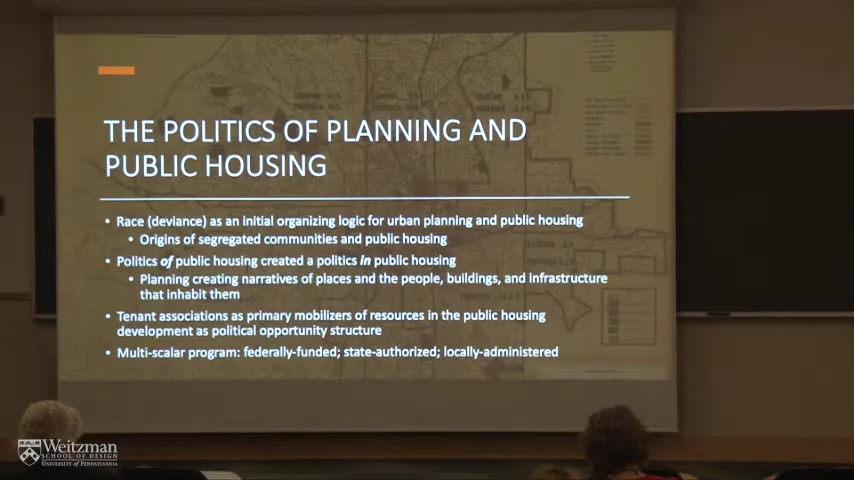 THE POLITICS OF PLANNING AND
PUBLIC HOUSING
• Race (deviance) as an initial organizing logic for urban planning and public housing
• Origins of segregated communities and public housing
• Politics of public housing created a politics in public housing
• Planning creating narratives of places and the people, buildings, and infrastructure
that inhabit them
• Tenant associations as primary mobilizers of resources in the public housing
development as political opportunity structure
• Multi-scalar program: federally-funded; state-authorized; locally-administered
Weitzman
SCHOOL OF DESIGN
UNIVERSITY OF PENNSYLVANIA